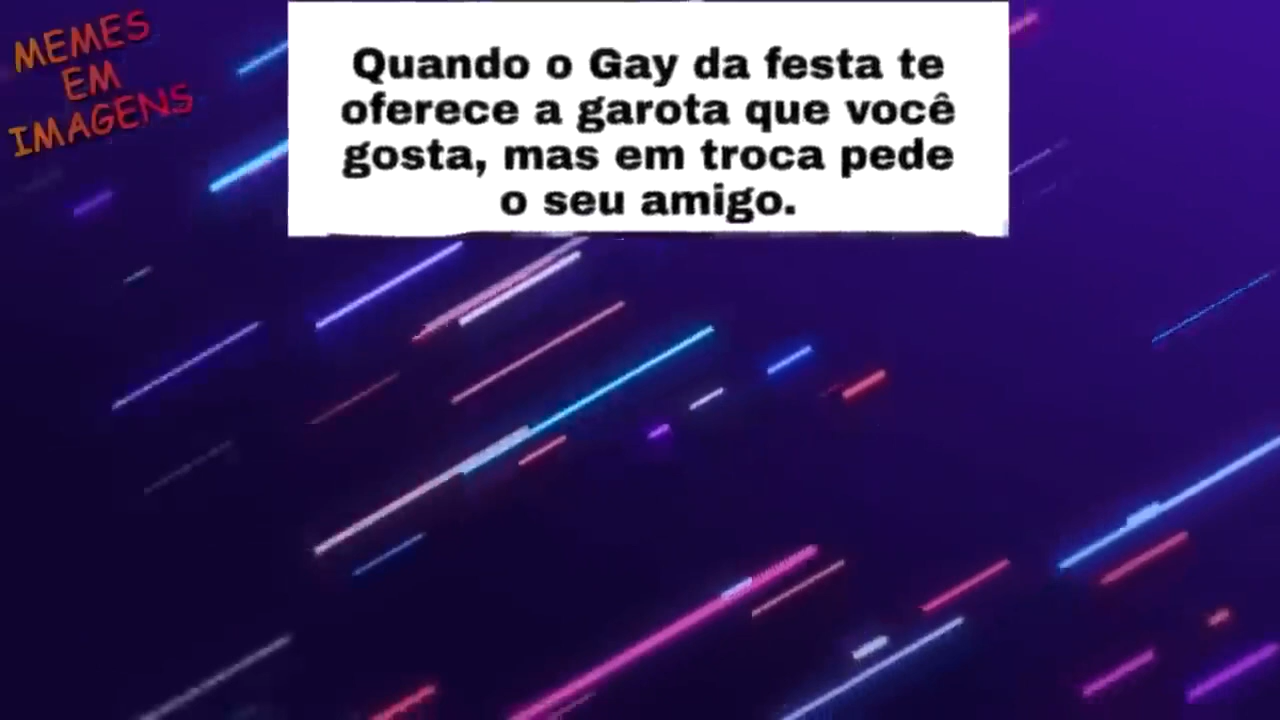 MEMES
EM
IMAGENS
Quando o Gay da festa te
oferece a garota que você
gosta, mas em troca pede
o seu amigo.